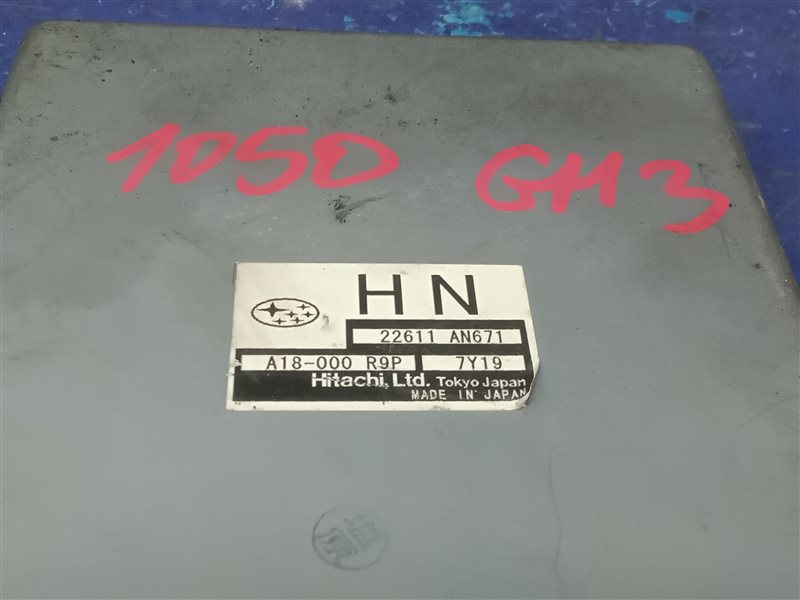 1050 GH3
HN
22611 AN671
A18-000 R9P 7Y19
Hitachi, Ltd. Tokyo Japan
MADE IN JAPAN